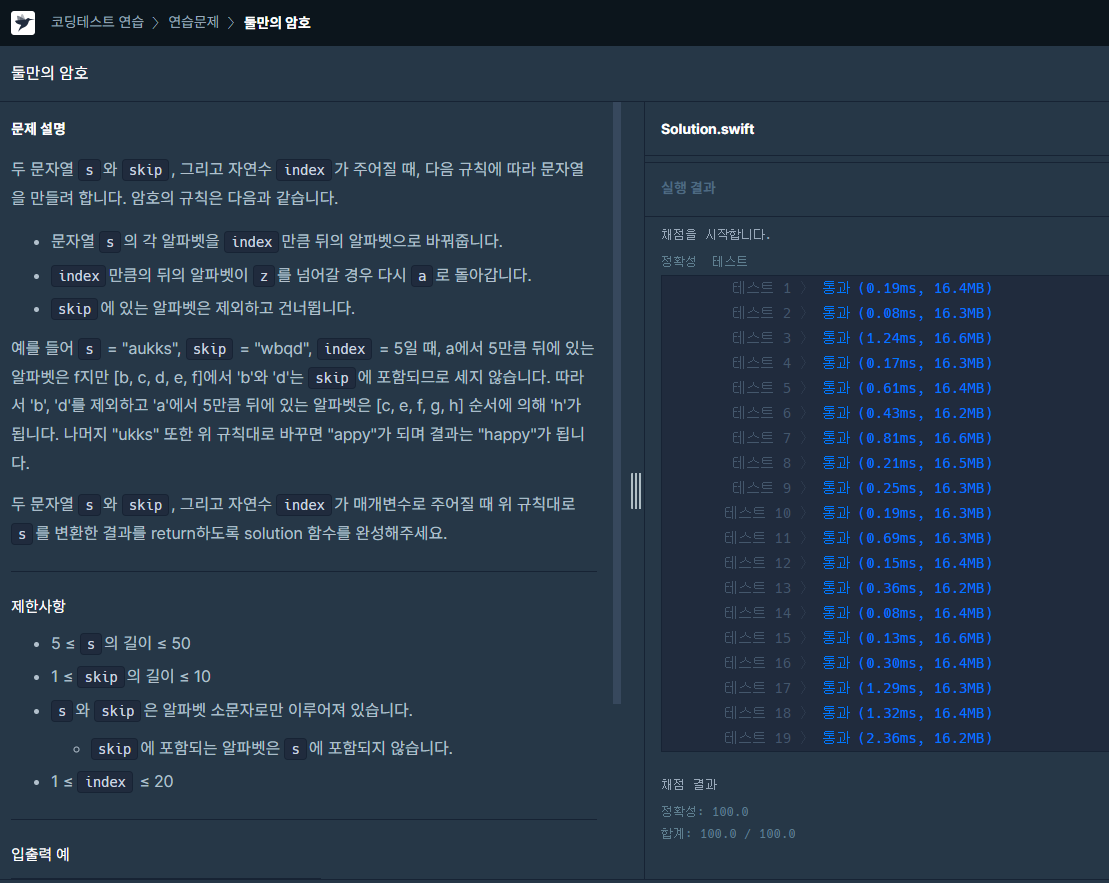 코딩테스트 연습 > 연습문제 > 둘만의 암호
둘만의 암호
문제 설명
두 문자열 s 와 skip , 그리고 자연수 index 가 주어질 때, 다음 규칙에 따라 문자열
을 만들려 합니다. 암호의 규칙은 다음과 같습니다.
• 문자열 s 의 각 알파벳을 index 만큼 뒤의 알파벳으로 바꿔줍니다.
• index 만큼의 뒤의 알파벳이 z 를 넘어갈 경우 다시 a 로 돌아갑니다.
• skip 에 있는 알파벳은 제외하고 건너뜁니다.
예를 들어 s = "aukks", skip = "wbqd", index = 5일 때, a에서 5만큼 뒤에 있는
알파벳은 f지만 [b, c, d, e, f]에서 'b'와 'd'는 skip 에 포함되므로 세지 않습니다. 따라
서 'b', 'd'를 제외하고 'a'에서 5만큼 뒤에 있는 알파벳은 [c, e, f, g, h] 순서에 의해 'h'가
됩니다. 나머지 "ukks" 또한 위 규칙대로 바꾸면 "appy"가 되며 결과는 "happy"가 됩니
다.
두 문자열 s 와 skip , 그리고 자연수 index 가 매개변수로 주어질 때 위 규칙대로
s 를 변환한 결과를 return하도록 solution 함수를 완성해주세요.
제한사항
• 5 ≤ s 의 길이 ≤ 50
• 1 ≤ skip 의 길이 ≤ 10
• s 와 skip 은 알파벳 소문자로만 이루어져 있습니다.
◦ skip 에 포함되는 알파벳은 s 에 포함되지 않습니다.
• 1 ≤ index ≤ 20
입출력 예
Solution.swift
실행 결과
채점을 시작합니다.
정확성 테스트
테스트 1 〉 통과 (0.19ms, 16.4MB)
테스트 2 〉 통과 (0.08ms, 16.3MB)
테스트 3 〉 통과 (1.24ms, 16.6MB)
테스트 4 〉 통과 (0.17ms, 16.3MB)
테스트 5 〉 통과 (0.61ms, 16.4MB)
테스트 6 〉 통과 (0.43ms, 16.2MB)
테스트 7 〉 통과 (0.81ms, 16.6MB)
테스트 8 〉 통과 (0.21ms, 16.5MB)
테스트 9 〉 통과 (0.25ms, 16.3MB)
테스트 10 〉 통과 (0.19ms, 16.3MB)
테스트 11 〉 통과 (0.69ms, 16.3MB)
테스트 12 〉 통과 (0.15ms, 16.4MB)
테스트 13 〉 통과 (0.36ms, 16.2MB)
테스트 14 〉 통과 (0.08ms, 16.4MB)
테스트 15 〉 통과 (0.13ms, 16.6MB)
테스트 16 〉 통과 (0.30ms, 16.4MB)
테스트 17 〉 통과 (1.29ms, 16.3MB)
테스트 18 〉 통과 (1.32ms, 16.4MB)
테스트 19 〉 통과 (2.36ms, 16.2MB)
채점 결과
정확성: 100.0
합계: 100.0 / 100.0